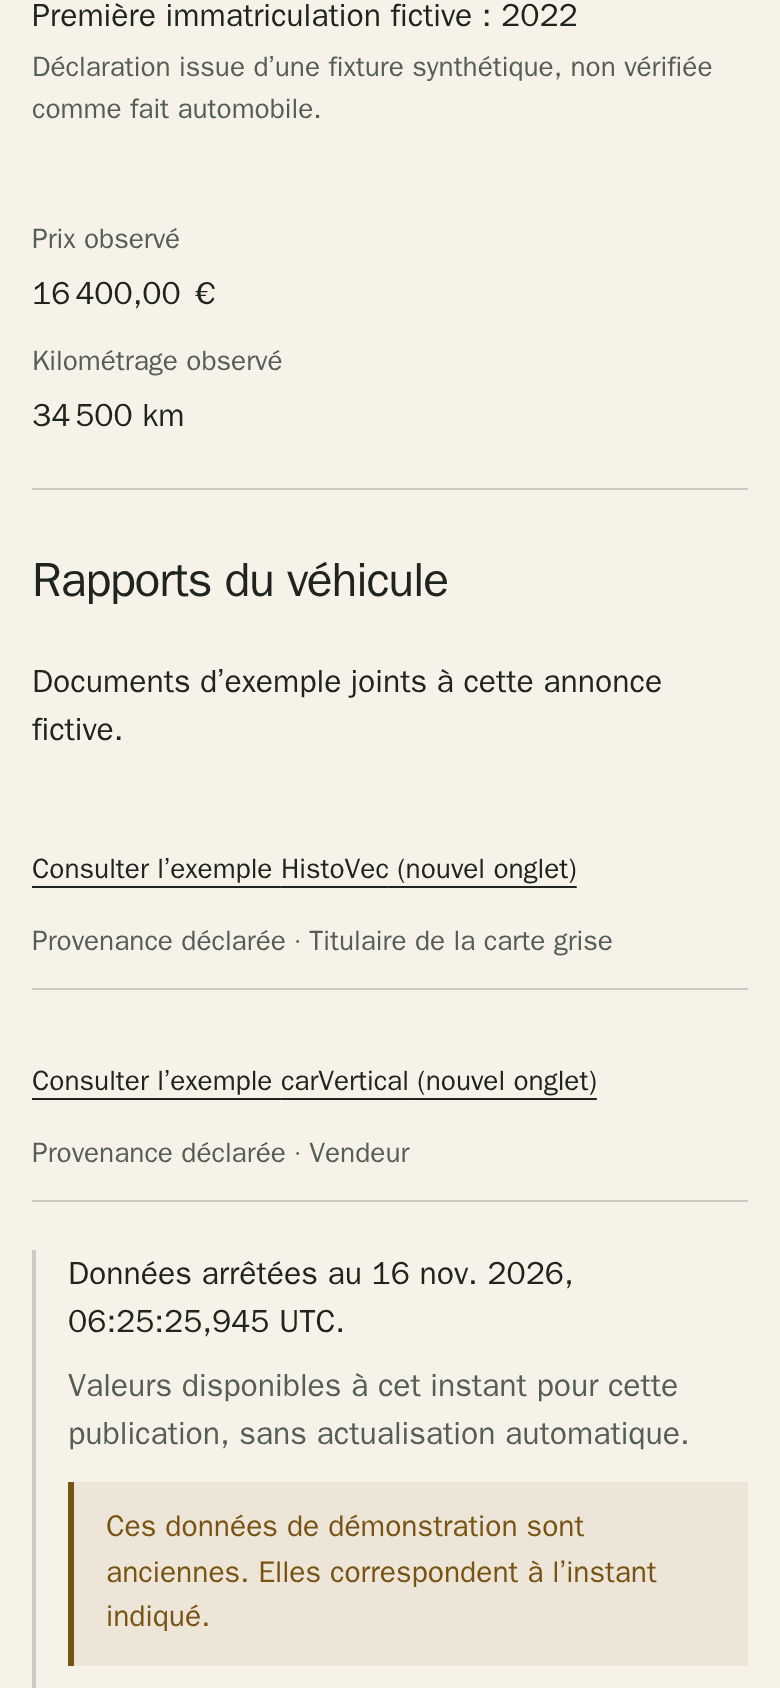 Première immatriculation fictive : 2022
Déclaration issue d’une fixture synthétique, non vérifiée
comme fait automobile.
Prix observé
16 400,00 €
Kilométrage observé
34 500 km
Rapports du véhicule
Documents d’exemple joints à cette annonce
fictive.
Consulter l’exemple HistoVec (nouvel onglet)
Provenance déclarée · Titulaire de la carte grise
Consulter l’exemple carVertical (nouvel onglet)
Provenance déclarée · Vendeur
Données arrêtées au 16 nov. 2026,
06:25:25,945 UTC.
Valeurs disponibles à cet instant pour cette
publication, sans actualisation automatique.
Ces données de démonstration sont
anciennes. Elles correspondent à l’instant
indiqué.